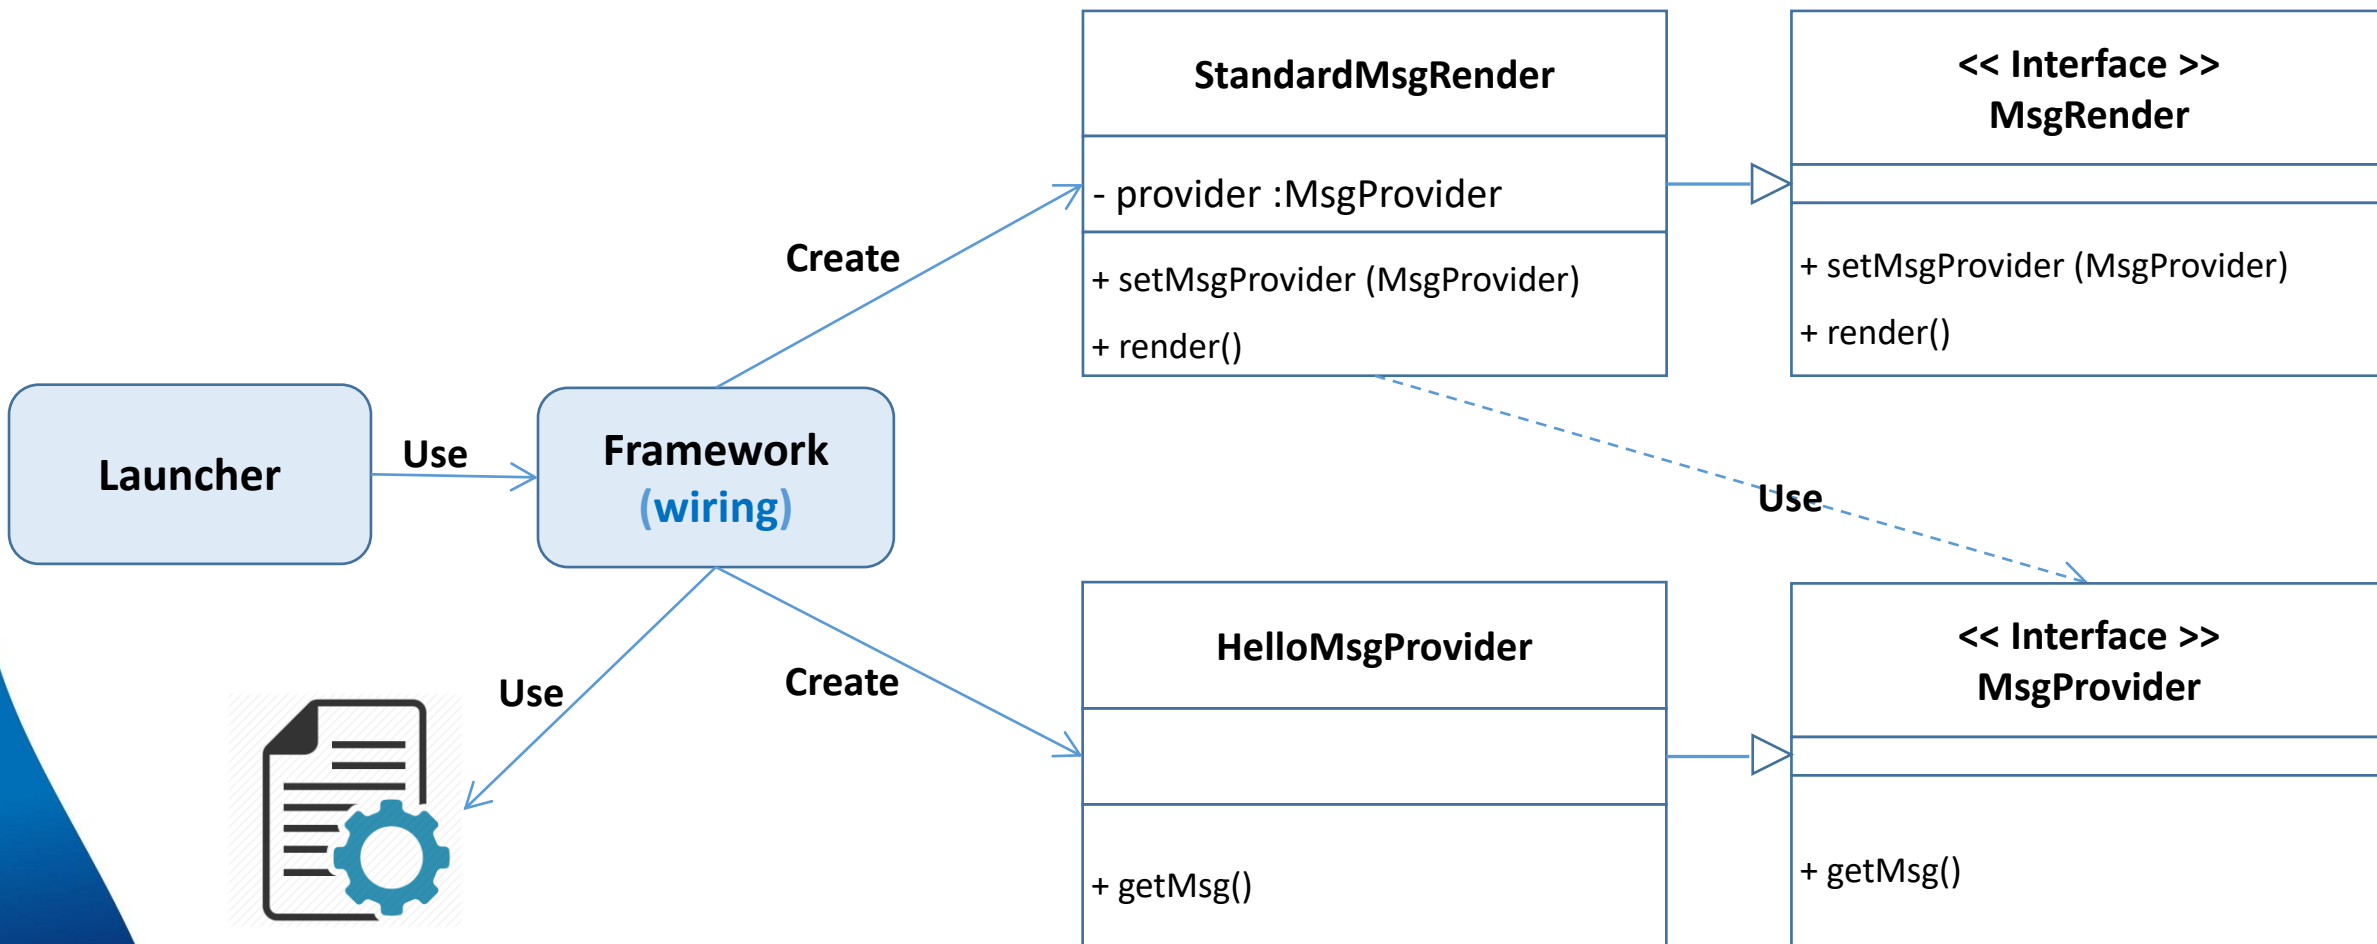 StandardMsgRender
- provider :MsgProvider
+ setMsgProvider (MsgProvider)
+ render()
<< Interface >>
MsgRender
+ setMsgProvider (MsgProvider)
+ render()
Create
Launcher
Use
Framework
(wiring)
Use
Use
Create
HelloMsgProvider
+ getMsg()
<< Interface >>
MsgProvider
+ getMsg()